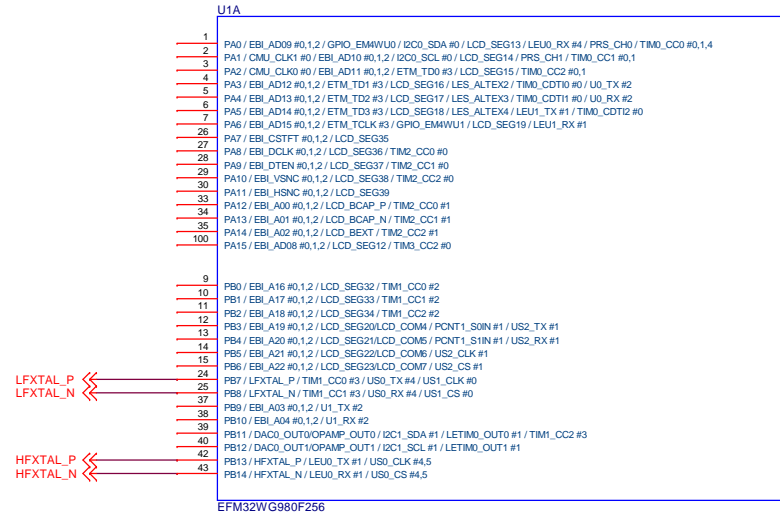 U1A
1 PA0 / EBI_AD09 #0,1,2 / GPIO_EM4WU0 / I2C0_SDA #0 / LCD_SEG13 / LEU0_RX #4 / PRS_CH0 / TIM0_CC0 #0,1,4
2 PA1 / CMU_CLK1 #0 / EBI_AD10 #0,1,2 / I2C0_SCL #0 / LCD_SEG14 / PRS_CH1 / TIM0_CC1 #0,1
3 PA2 / CMU_CLK0 #0 / EBI_AD11 #0,1,2 / ETM_TD0 #3 / LCD_SEG15 / TIM0_CC2 #0,1
4 PA3 / EBI_AD12 #0,1,2 / ETM_TD1 #3 / LCD_SEG16 / LES_ALTEX2 / TIM0_CDTI0 #0 / U0_TX #2
5 PA4 / EBI_AD13 #0,1,2 / ETM_TD2 #3 / LCD_SEG17 / LES_ALTEX3 / TIM0_CDTI1 #0 / U0_RX #2
6 PA5 / EBI_AD14 #0,1,2 / ETM_TD3 #3 / LCD_SEG18 / LES_ALTEX4 / LEU1_TX #1 / TIM0_CDTI2 #0
7 PA6 / EBI_AD15 #0,1,2 / ETM_TCLK #3 / GPIO_EM4WU1 / LCD_SEG19 / LEU1_RX #1
26 PA7 / EBI_CSTFT #0,1,2 / LCD_SEG35
27 PA8 / EBI_DCLK #0,1,2 / LCD_SEG36 / TIM2_CC0 #0
28 PA9 / EBI_DTEN #0,1,2 / LCD_SEG37 / TIM2_CC1 #0
29 PA10 / EBI_VSNC #0,1,2 / LCD_SEG38 / TIM2_CC2 #0
30 PA11 / EBI_HSNC #0,1,2 / LCD_SEG39
33 PA12 / EBI_A00 #0,1,2 / LCD_BCAP_P / TIM2_CC0 #1
34 PA13 / EBI_A01 #0,1,2 / LCD_BCAP_N / TIM2_CC1 #1
35 PA14 / EBI_A02 #0,1,2 / LCD_BEXT / TIM2_CC2 #1
100 PA15 / EBI_AD08 #0,1,2 / LCD_SEG12 / TIM3_CC2 #0
9 PB0 / EBI_A16 #0,1,2 / LCD_SEG32 / TIM1_CC0 #2
10 PB1 / EBI_A17 #0,1,2 / LCD_SEG33 / TIM1_CC1 #2
11 PB2 / EBI_A18 #0,1,2 / LCD_SEG34 / TIM1_CC2 #2
12 PB3 / EBI_A19 #0,1,2 / LCD_SEG20/LCD_COM4 / PCNT1_S0IN #1 / US2_TX #1
13 PB4 / EBI_A20 #0,1,2 / LCD_SEG21/LCD_COM5 / PCNT1_S1IN #1 / US2_RX #1
14 PB5 / EBI_A21 #0,1,2 / LCD_SEG22/LCD_COM6 / US2_CLK #1
15 PB6 / EBI_A22 #0,1,2 / LCD_SEG23/LCD_COM7 / US2_CS #1
LFXTAL_P 24 PB7 / LFXTAL_P / TIM1_CC0 #3 / US0_TX #4 / US1_CLK #0
LFXTAL_N 25 PB8 / LFXTAL_N / TIM1_CC1 #3 / US0_RX #4 / US1_CS #0
37 PB9 / EBI_A03 #0,1,2 / U1_TX #2
38 PB10 / EBI_A04 #0,1,2 / U1_RX #2
39 PB11 / DAC0_OUT0/OPAMP_OUT0 / I2C1_SDA #1 / LETIM0_OUT0 #1 / TIM1_CC2 #3
40 PB12 / DAC0_OUT1/OPAMP_OUT1 / I2C1_SCL #1 / LETIM0_OUT1 #1
HFXTAL_P 42 PB13 / HFXTAL_P / LEU0_TX #1 / US0_CLK #4,5
HFXTAL_N 43 PB14 / HFXTAL_N / LEU0_RX #1 / US0_CS #4,5
EFM32WG980F256